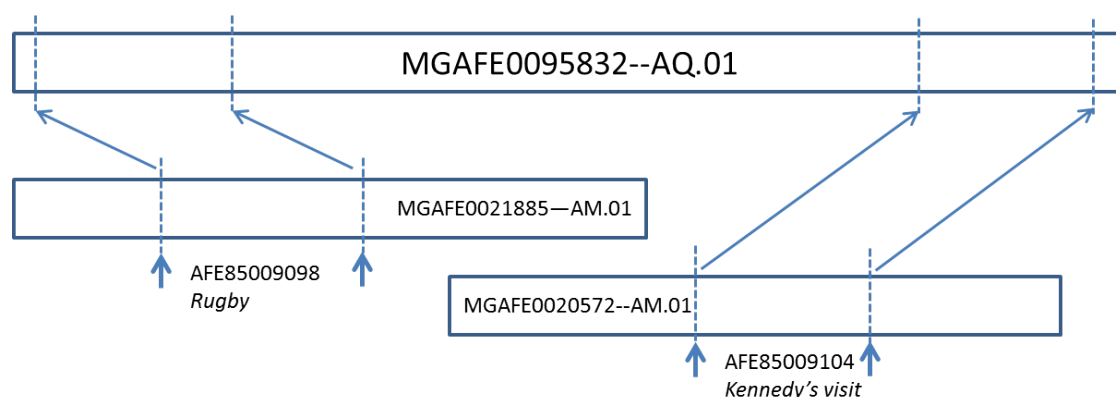 MGAFE0095832--AQ.01
MGAFE0021885—AM.01
AFE85009098
Rugby
MGAFE0020572--AM.01
AFE85009104
Kennedy's visit